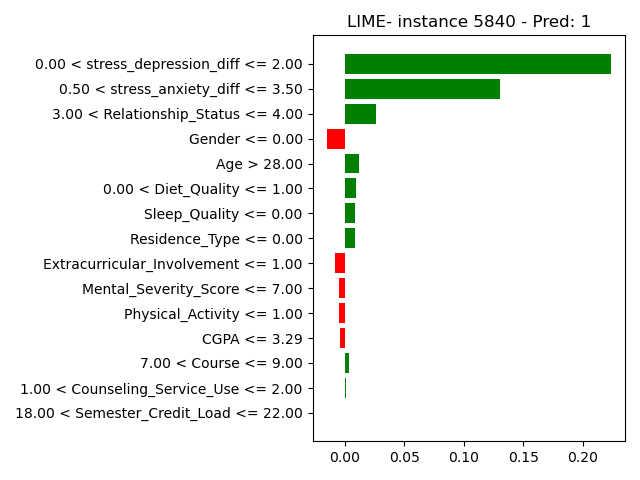 LIME- instance 5840 - Pred: 1
0.00 < stress_depression_diff <= 2.00
0.50 < stress_anxiety_diff <= 3.50
3.00 < Relationship_Status <= 4.00
Gender <= 0.00
Age > 28.00
0.00 < Diet_Quality <= 1.00
Sleep_Quality <= 0.00
Residence_Type <= 0.00
Extracurricular_Involvement <= 1.00
Mental_Severity_Score <= 7.00
Physical_Activity <= 1.00
CGPA <= 3.29
7.00 < Course <= 9.00
1.00 < Counseling_Service_Use <= 2.00
18.00 < Semester_Credit_Load <= 22.00
0.00 0.05 0.10 0.15 0.20